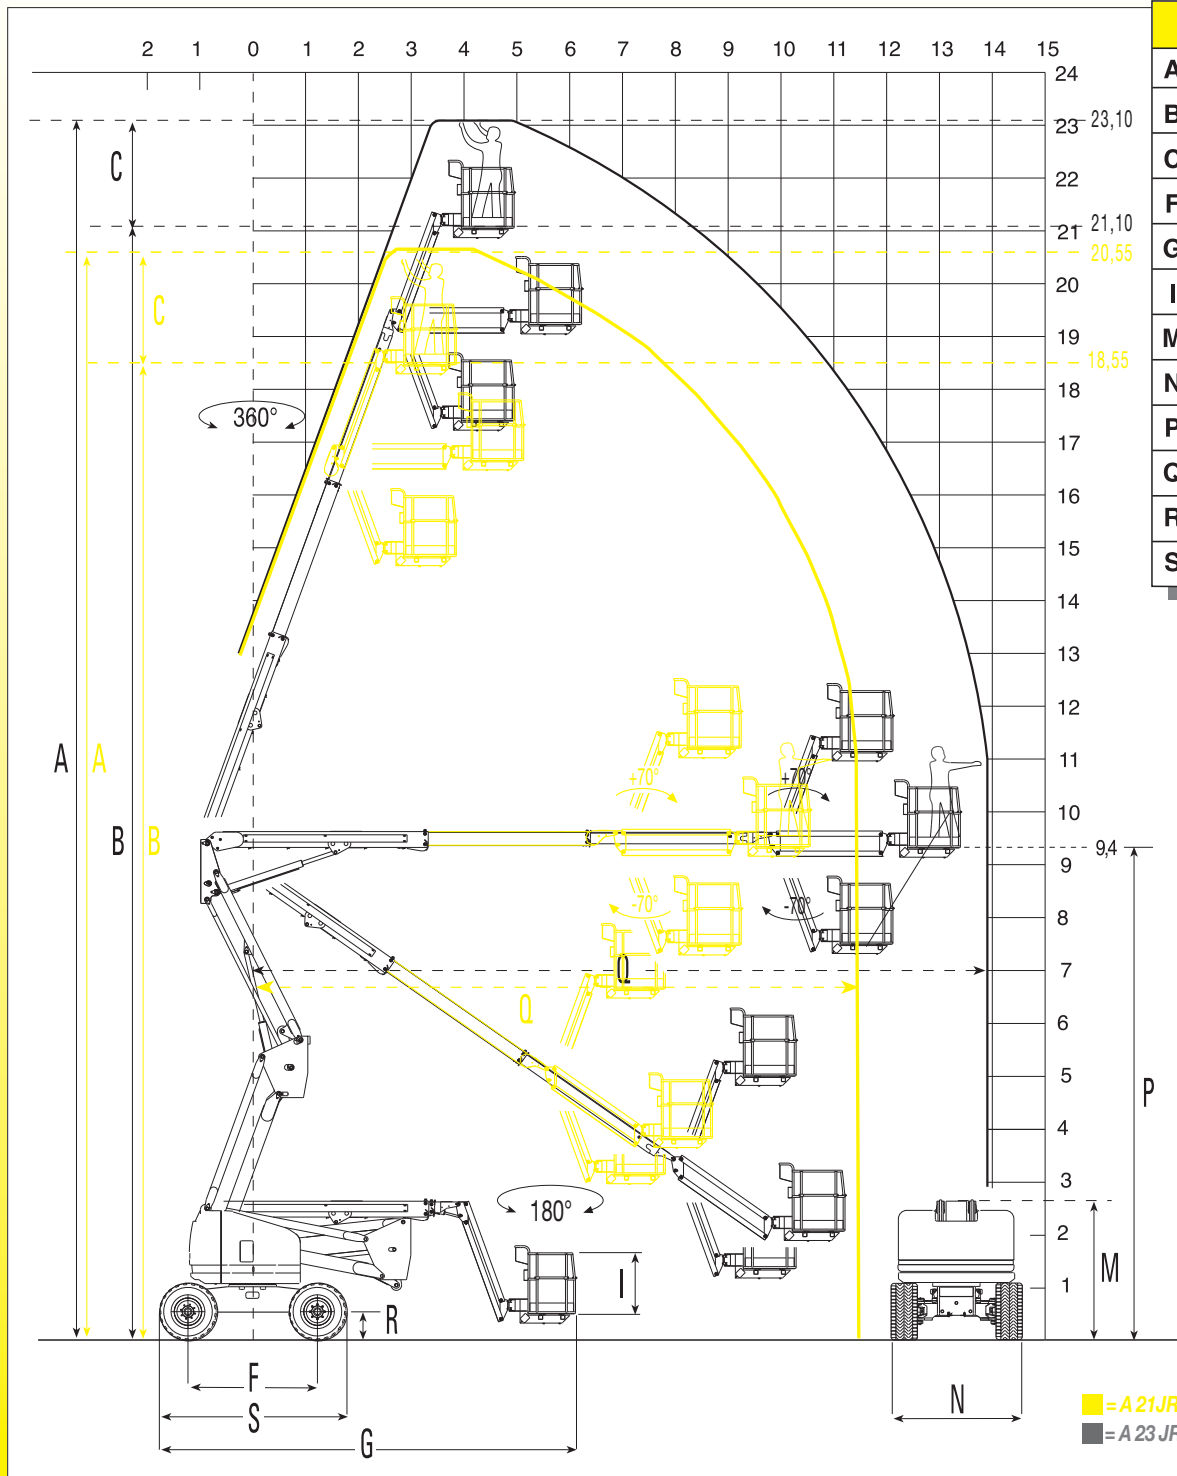 2 1 0 1 2 3 4 5 6 7 8 9 10 11 12 13 14 15
24
23
23,10
22
21,10
21
20,55
20
19
18,55
18
17
16
15
14
13
12
11
10
9,4
9
8
7
6
5
4
3
2
1
A
B
C
F
G
I
M
N
P
Q
R
S
C
C
360°
A
A
B
B
+70°
+70°
-70°
-70°
Q
Q
180°
I
P
M
R
F
S
G
N
= A 21 JR
= A 23 JR